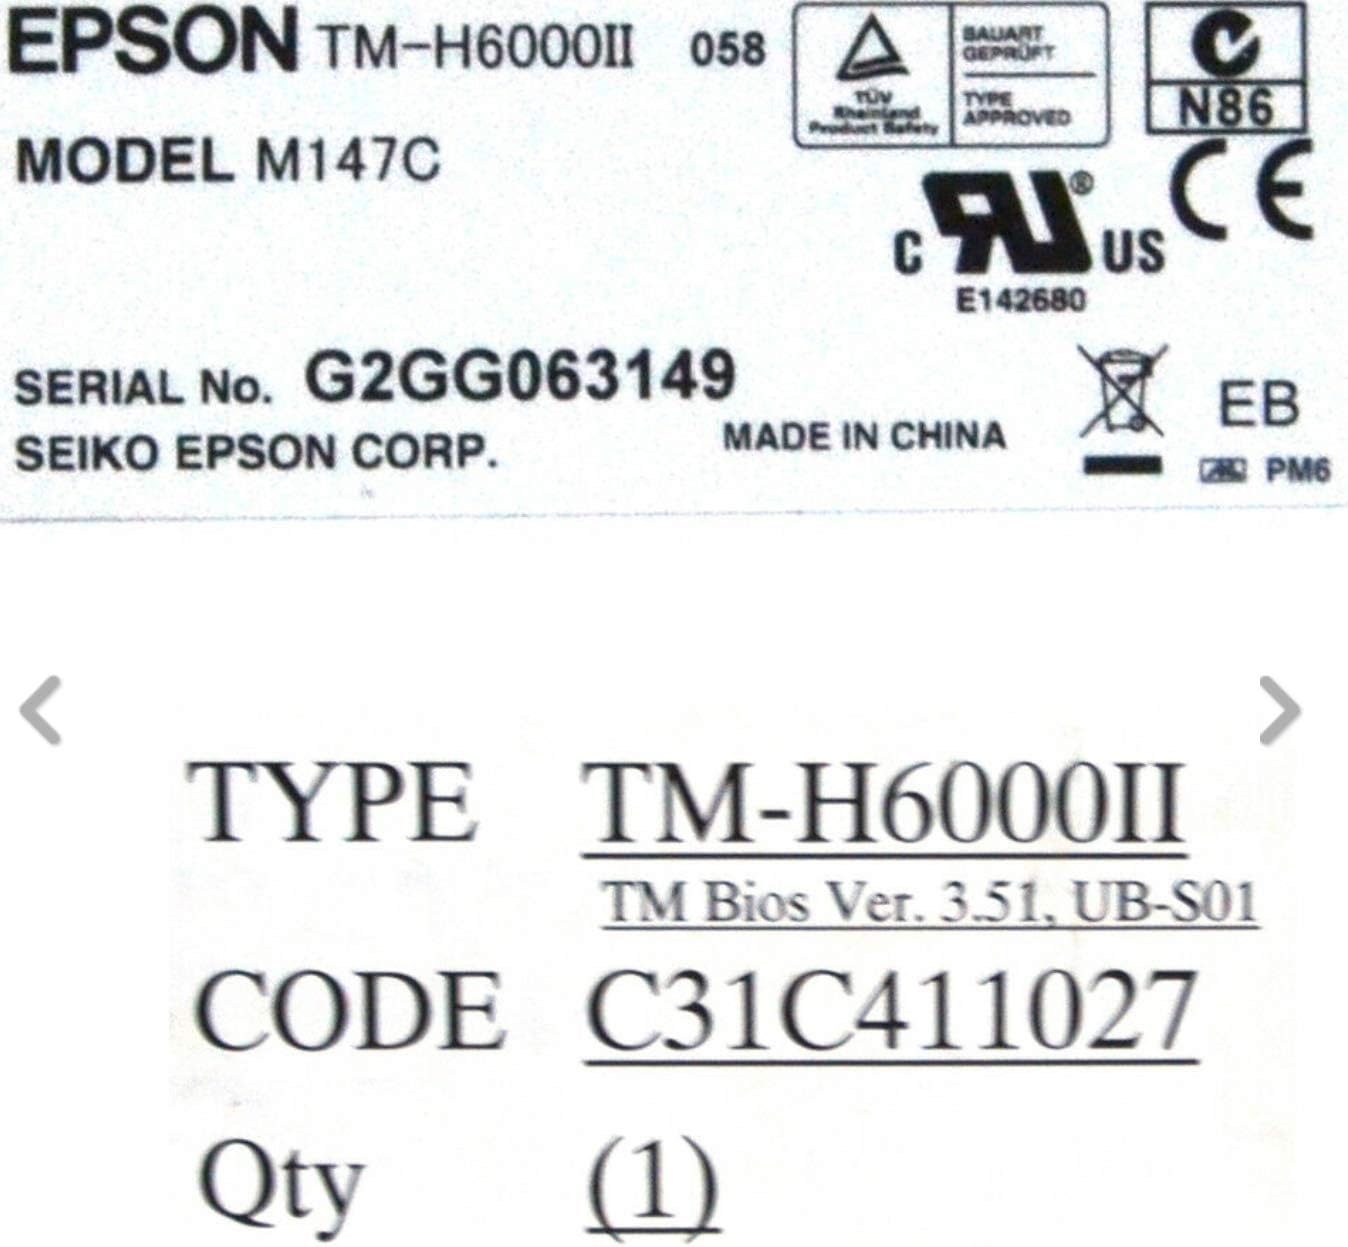 EPSON TM-H6000II 058
TÜV
Rheinland
Product Safety
BAUART
GEPRÜFT
TYPE
APPROVED
N86
MODEL M147C
CE
C RU® US
E142680
SERIAL No. G2GG063149
SEIKO EPSON CORP.
MADE IN CHINA
EB
PM6
TYPE TM-H6000II
TM Bios Ver. 3.51, UB-S01
CODE C31C411027
Qty (1)